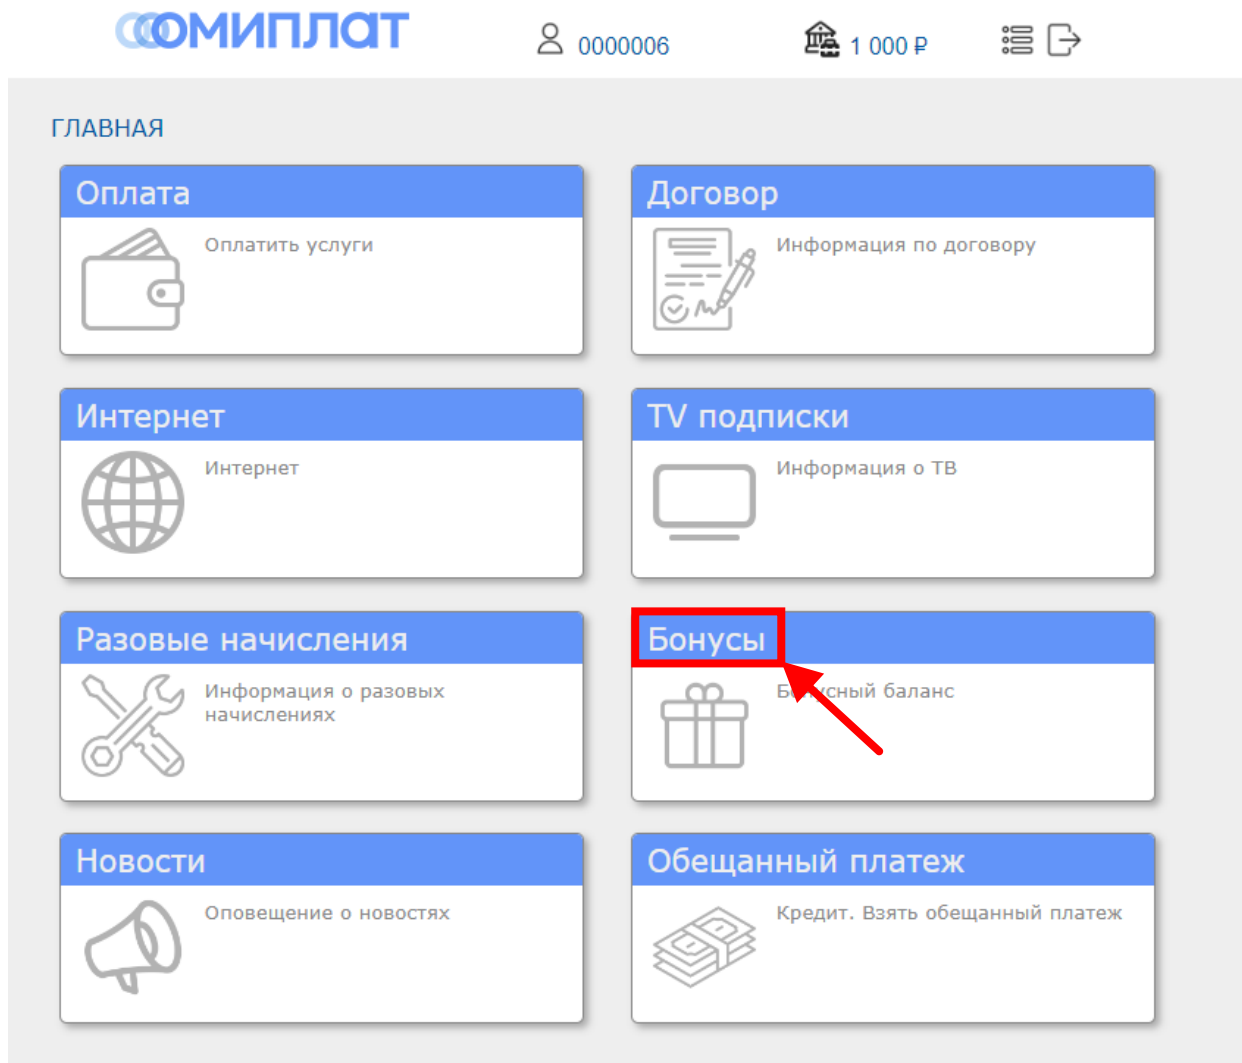 ОМИПЛАТ
0000006
1 000 ₽
ГЛАВНАЯ
Оплата
Оплатить услуги
Договор
Информация по договору
Интернет
Интернет
TV подписки
Информация о ТВ
Разовые начисления
Информация о разовых
начислениях
Бонусы
Бонусный баланс
Новости
Оповещение о новостях
Обещанный платеж
Кредит. Взять обещанный платеж